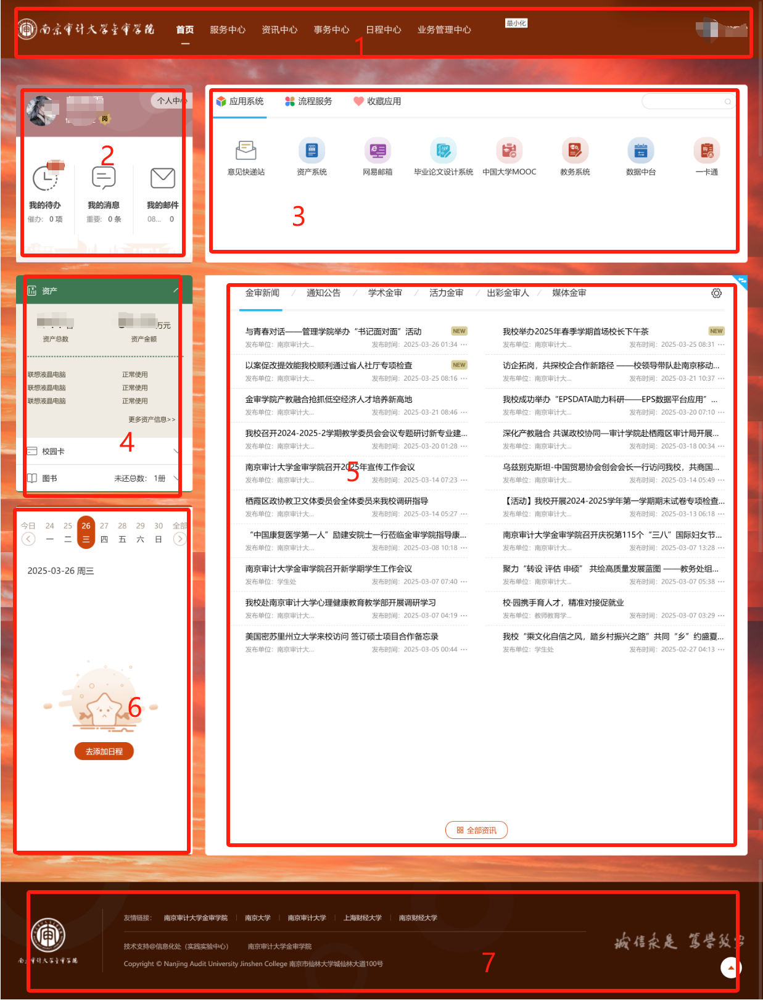 南京审计大学金审学院
首页 服务中心 资讯中心 事务中心 日程中心 业务管理中心
最小化
1
个人中心
岗
2
我的待办 我的消息 我的邮件
催办: 0 项 重要: 0 条 08... 0
应用系统 流程服务 收藏应用
意见快递站 资产系统 网易邮箱 毕业论文设计系统 中国大学MOOC 教务系统 数据中台 一卡通
3
资产
万元
资产总数 资产金额
联想液晶电脑 正常使用
联想液晶电脑 正常使用
联想液晶电脑 正常使用
更多资产信息>>
4
校园卡
图书 未还总数: 1册
金审新闻 / 通知公告 / 学术金审 / 活力金审 / 出彩金审人 / 媒体金审
与青春对话——管理学院举办“书记面对面”活动 NEW
发布单位: 南京审计大... 发布时间: 2025-03-26 01:34 ...
我校举办2025年春季学期首场校长下午茶 NEW
发布单位: 南京审计大... 发布时间: 2025-03-25 08:31 ...
以案促改提效能我校顺利通过省人社厅专项检查 NEW
发布单位: 南京审计大... 发布时间: 2025-03-25 08:16 ...
访企拓岗，共探校企合作新路径 ——校领导带队赴南京移动...
发布单位: 南京审计大... 发布时间: 2025-03-21 10:37 ...
金审学院产教融合抢抓低空经济人才培养新高地
发布单位: 南京审计大... 发布时间: 2025-03-21 08:46 ...
我校成功举办“EPSDATA助力科研——EPS数据平台应用”...
发布单位: 南京审计大... 发布时间: 2025-03-20 07:10 ...
我校召开2024-2025-2学期教学委员会会议专题研讨新专业建...
发布单位: 南京审计大... 发布时间: 2025-03-20 01:28 ...
深化产教融合 共谋政校协同—审计学院赴栖霞区审计局开展...
发布单位: 南京审计大... 发布时间: 2025-03-18 00:34 ...
南京审计大学金审学院召开2025年宣传工作会议
发布单位: 南京审计大... 发布时间: 2025-03-14 07:23 ...
5
乌兹别克斯坦-中国贸易协会创会会长一行访问我校，共商国...
发布单位: 南京审计大... 发布时间: 2025-03-14 05:49 ...
栖霞区政协教卫文体委员会全体委员来我校调研指导
发布单位: 南京审计大... 发布时间: 2025-03-14 05:27 ...
【活动】我校开展2024-2025学年第一学期期末试卷专项检查...
发布单位: 南京审计大... 发布时间: 2025-03-13 06:18 ...
“中国康复医学第一人”励建安院士一行莅临金审学院指导康...
发布单位: 南京审计大... 发布时间: 2025-03-08 10:18 ...
南京审计大学金审学院召开庆祝第115个“三八”国际妇女节...
发布单位: 南京审计大... 发布时间: 2025-03-07 13:28 ...
南京审计大学金审学院召开新学期学生工作会议
发布单位: 学生处 发布时间: 2025-03-07 07:40 ...
聚力“转设 评估 申硕” 共绘高质量发展蓝图 ——教务处组...
发布单位: 南京审计大... 发布时间: 2025-03-07 05:38 ...
我校赴南京审计大学心理健康教育教学部开展调研学习
发布单位: 南京审计大... 发布时间: 2025-03-07 04:19 ...
校·园携手育人才，精准对接促就业
发布单位: 教师教育学... 发布时间: 2025-03-07 03:29 ...
美国密苏里州立大学来校访问 签订硕士项目合作备忘录
发布单位: 南京审计大... 发布时间: 2025-03-05 00:44 ...
我校“乘文化自信之风，踏乡村振兴之路”共同“乡”约盛夏...
发布单位: 学生处 发布时间: 2025-02-27 04:13 ...
全部资讯
今日 24 25 26 27 28 29 30 全部
一 二 三 四 五 六 日
2025-03-26 周三
6
去添加日程
友情链接: 南京审计大学金审学院 南京大学 南京审计大学 上海财经大学 南京财经大学
技术支持@信息化处（实践实验中心） 南京审计大学金审学院
Copyright © Nanjing Audit University Jinshen College 南京市仙林大学城仙林大道100号
南京审计大学金审学院
诚信求是 笃学致公
7